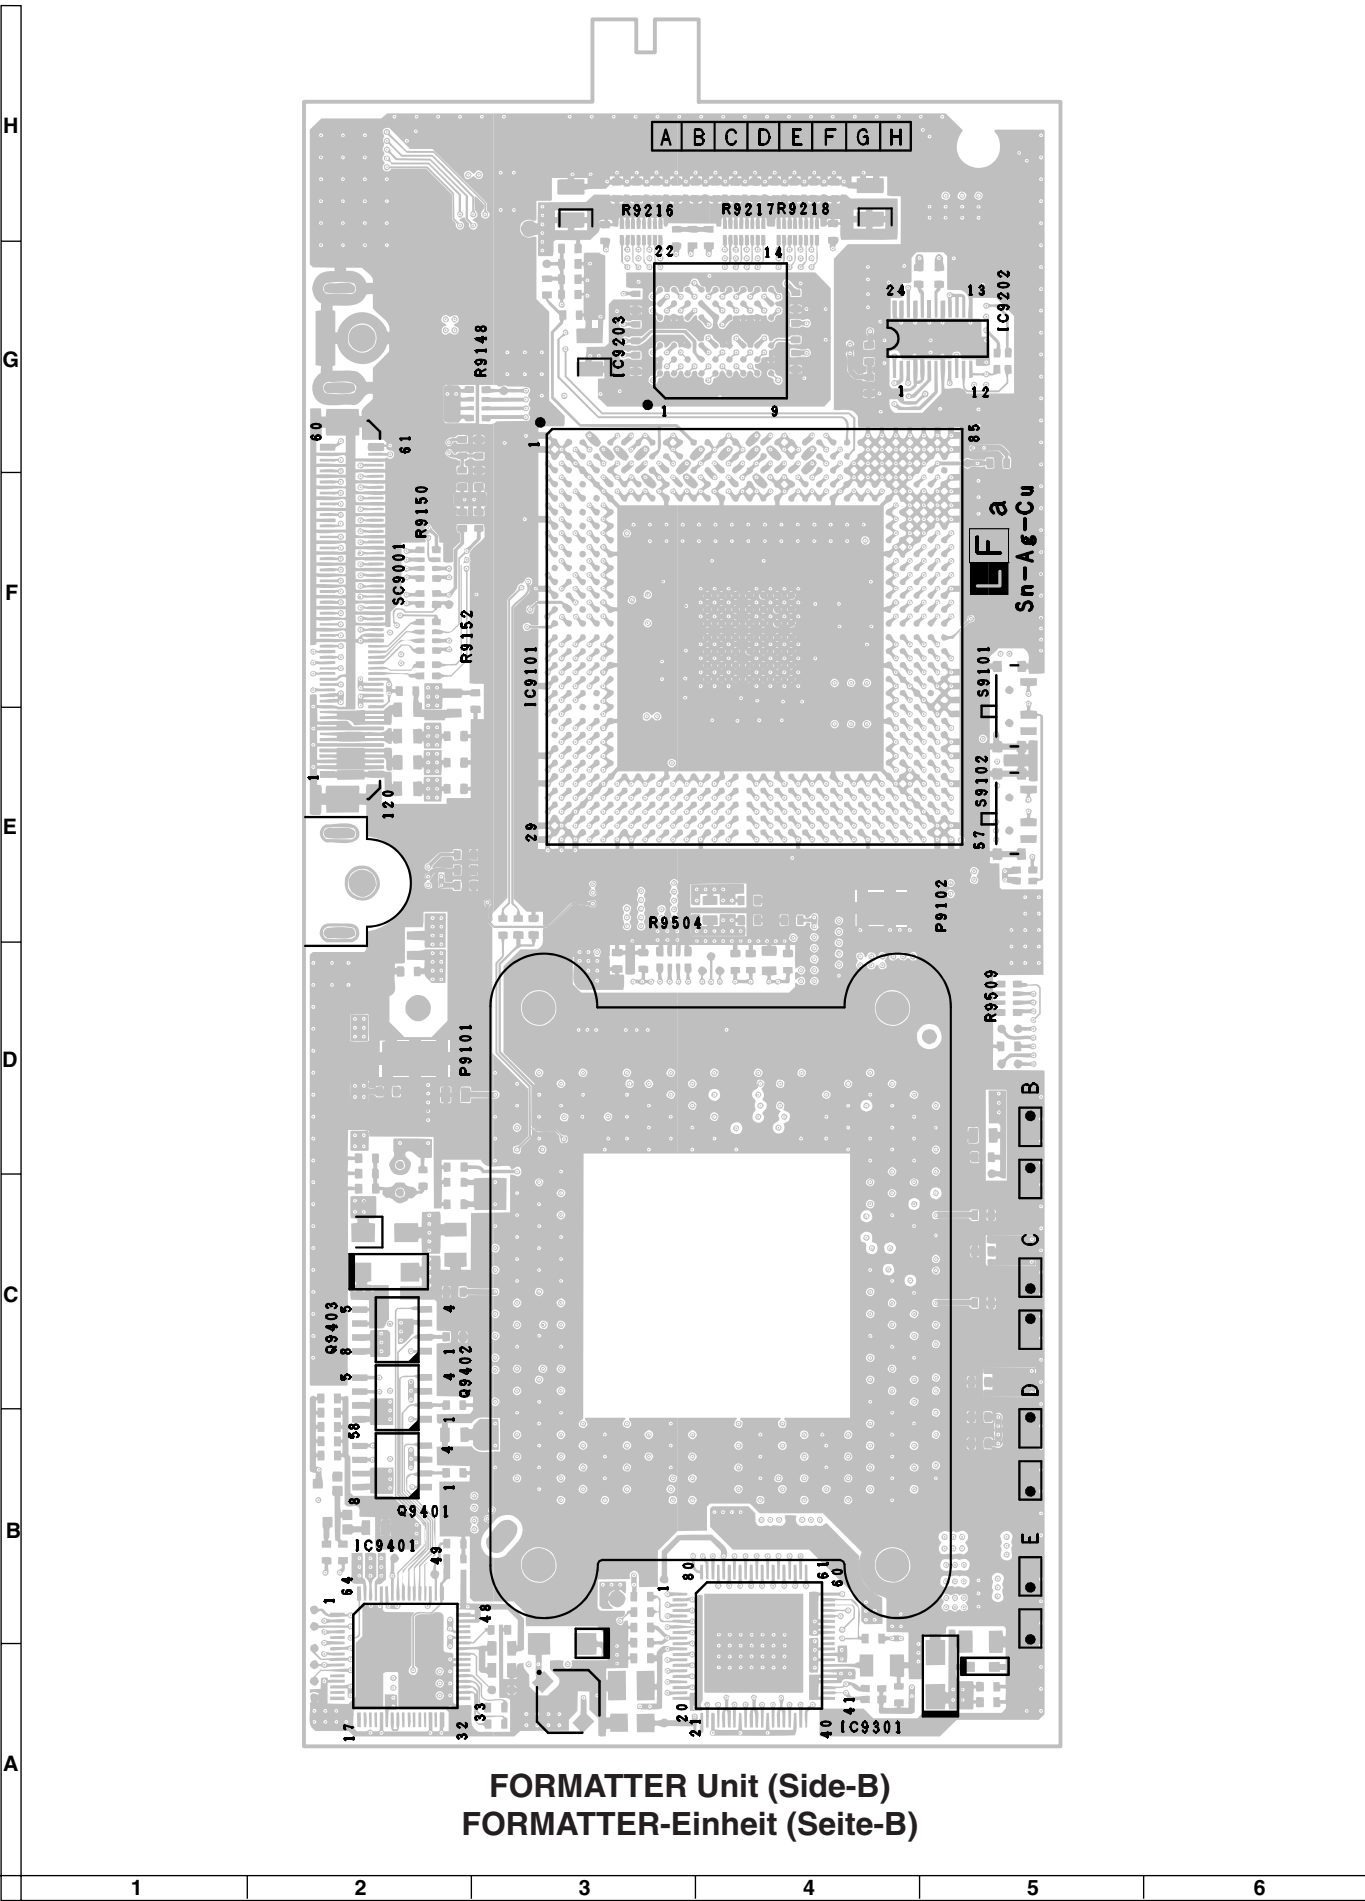 H
A B C D E F G H
R9216
R9217 R9218
22
14
24
13
IC9202
G
R9148
IC9203
1
12
1
9
60
61
1
85
R9150
SC9001
F
R9152
LF a
Sn-Ag-Cu
IC9101
S9101
1
120
S9102
E
29
57
P9102
R9504
R9509
D
P9101
B
C
C
Q9403
5
4
8
1
5
4
Q9402
D
1
58
4
8
1
Q9401
B
IC9401
49
E
64
1
48
1
80
61
60
17
32
33
20
21
40
41
IC9301
A
FORMATTER Unit (Side-B)
FORMATTER-Einheit (Seite-B)
1 2 3 4 5 6